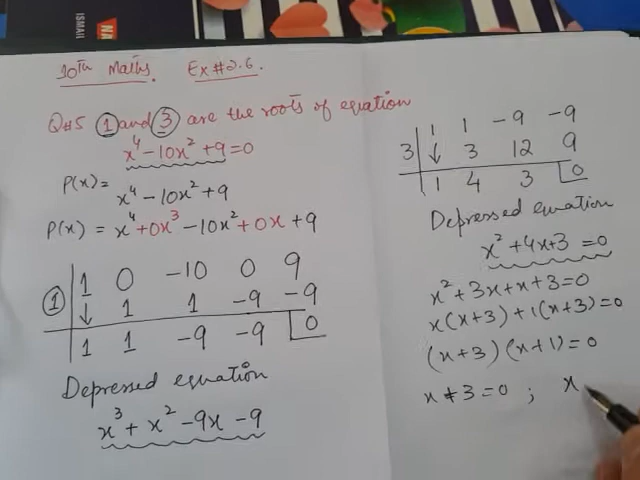 NA
ISMAIL
10TH Maths. Ex#2.6.
Q#5 1 and 3 are the roots of equation
x⁴-10x²+9=0
P(x)= x⁴-10x²+9
P(x) = x⁴+0x³-10x²+0x+9
1 | 1 0 -10 0 9
↓ 1 1 -9 -9
1 1 -9 -9 0
Depressed equation
x³+x²-9x-9
3 | 1 1 -9 -9
↓ 3 12 9
1 4 3 0
Depressed equation
x²+4x+3=0
x²+3x+x+3=0
x(x+3)+1(x+3)=0
(x+3)(x+1)=0
x+3=0 ; x